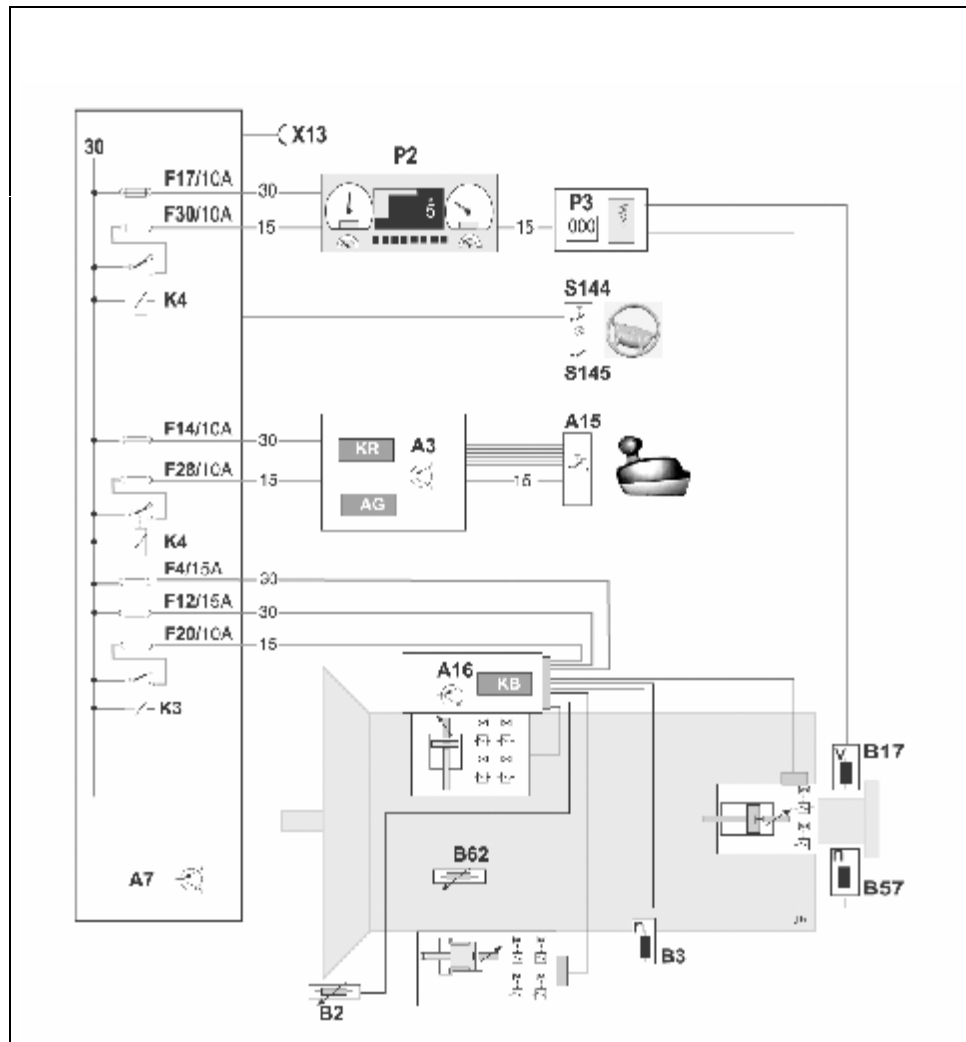 X13
30
P2
F17/10A
30
P3
5
F30/10A
15
15
000
K4
S144
S145
F14/10A
30
KR
A3
A15
F28/10A
15
15
AG
K4
F4/15A
30
F12/15A
30
F20/10A
15
A16
KB
K3
V
B17
B62
n
B57
A7
n
B3
B2